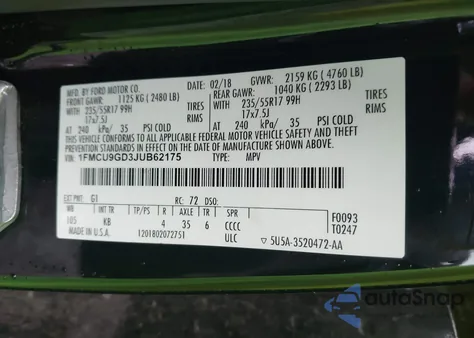 MFD. BY FORD MOTOR CO. 02/18 GVWR: 2159 KG (4760 LB)
FRONT GAWR: 1125 KG (2480 LB) REAR GAWR: 1040 KG (2293 LB)
235/55R17 99H TIRES 235/55R17 99H TIRES
17x7.5J 17x7.5J
AT 240 kPa/ 35 PSI COLD AT 240 kPa/ 35 PSI COLD
THIS VEHICLE CONFORMS TO ALL APPLICABLE FEDERAL MOTOR VEHICLE SAFETY AND THEFT
PREVENTION STANDARDS IN EFFECT ON THE DATE OF MANUFACTURE SHOWN ABOVE.
VIN: 1FMCU9GD3JUB62175 TYPE: MPV
EXT PNT: G1 RC: 72 DSO:
WB INT TR TP/PS R AXLE TR SPR F0093
105 KB 4 35 6 CCCC T0247
MADE IN U.S.A. 120180202751 ULC 5U5A-3520472-AA
autoSnap